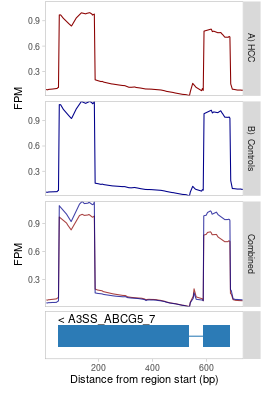 0.9
0.6
0.3
FPM
A) HCC
0.9
0.6
0.3
FPM
B) Controls
0.9
0.6
0.3
FPM
Combined
< A3SS_ABCG5_7
200 400 600
Distance from region start (bp)